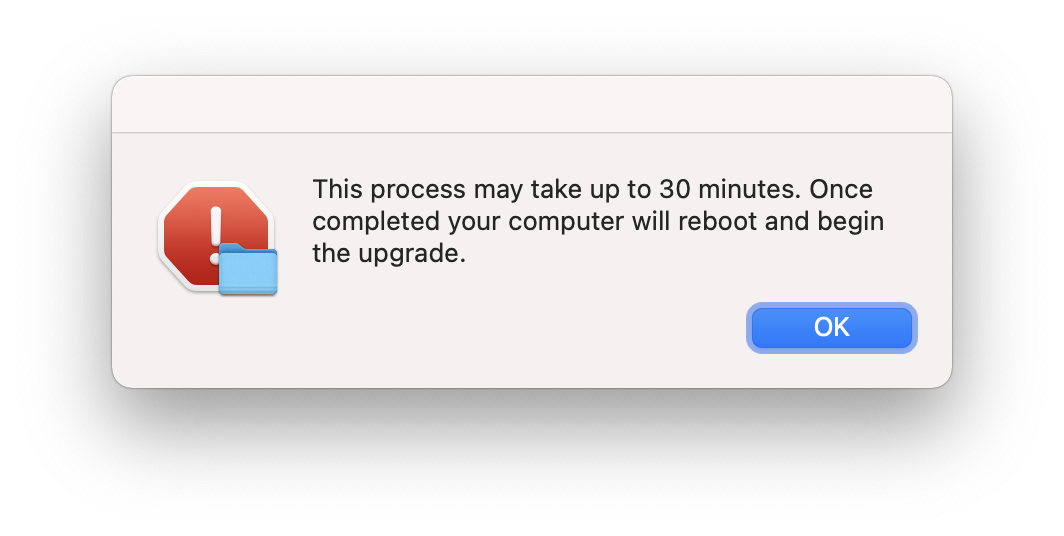 This process may take up to 30 minutes. Once
completed your computer will reboot and begin
the upgrade.
OK